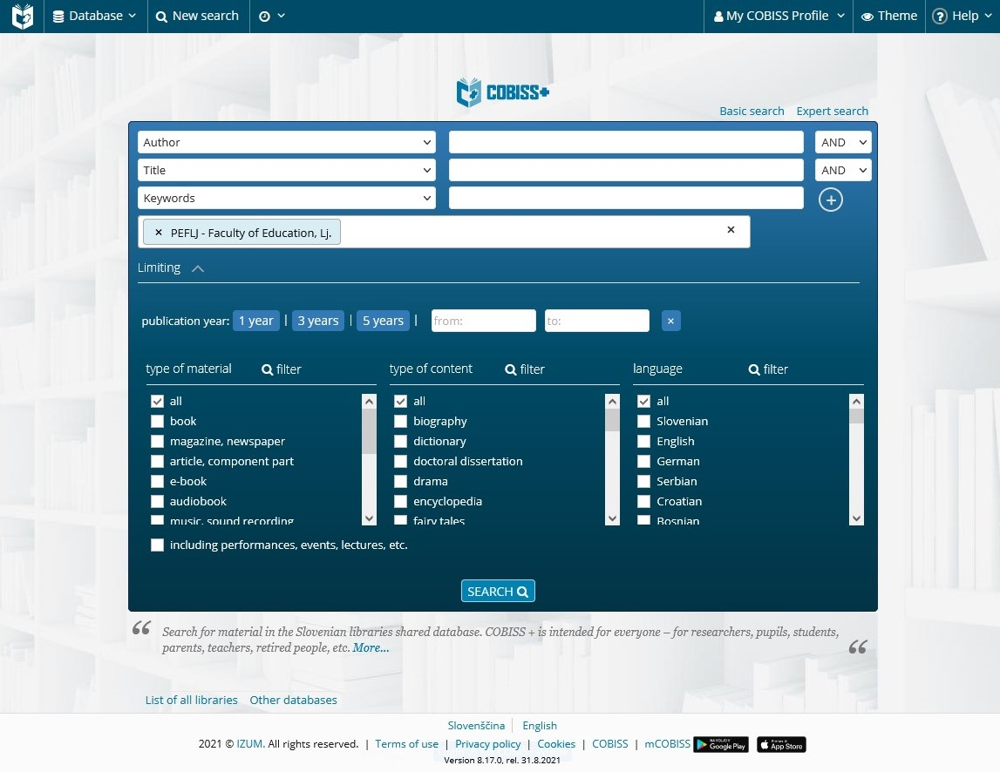 Database New search My COBISS Profile Theme ? Help
COBISS+
Basic search Expert search
Author AND
Title AND
Keywords
× PEFLJ - Faculty of Education, Lj. ×
Limiting
publication year: 1 year | 3 years | 5 years | from: to: ×
type of material filter type of content filter language filter
all all all
book biography Slovenian
magazine, newspaper dictionary English
article, component part doctoral dissertation German
e-book drama Serbian
audiobook encyclopedia Croatian
music, sound recording fairy tales Bosnian
including performances, events, lectures, etc.
SEARCH
“ Search for material in the Slovenian libraries shared database. COBISS + is intended for everyone – for researchers, pupils, students,
parents, teachers, retired people, etc. More... “
List of all libraries Other databases
Slovenščina English
2021 © IZUM. All rights reserved. | Terms of use | Privacy policy | Cookies | COBISS | mCOBISS Google Play App Store
Version 8.17.0, rel. 31.8.2021